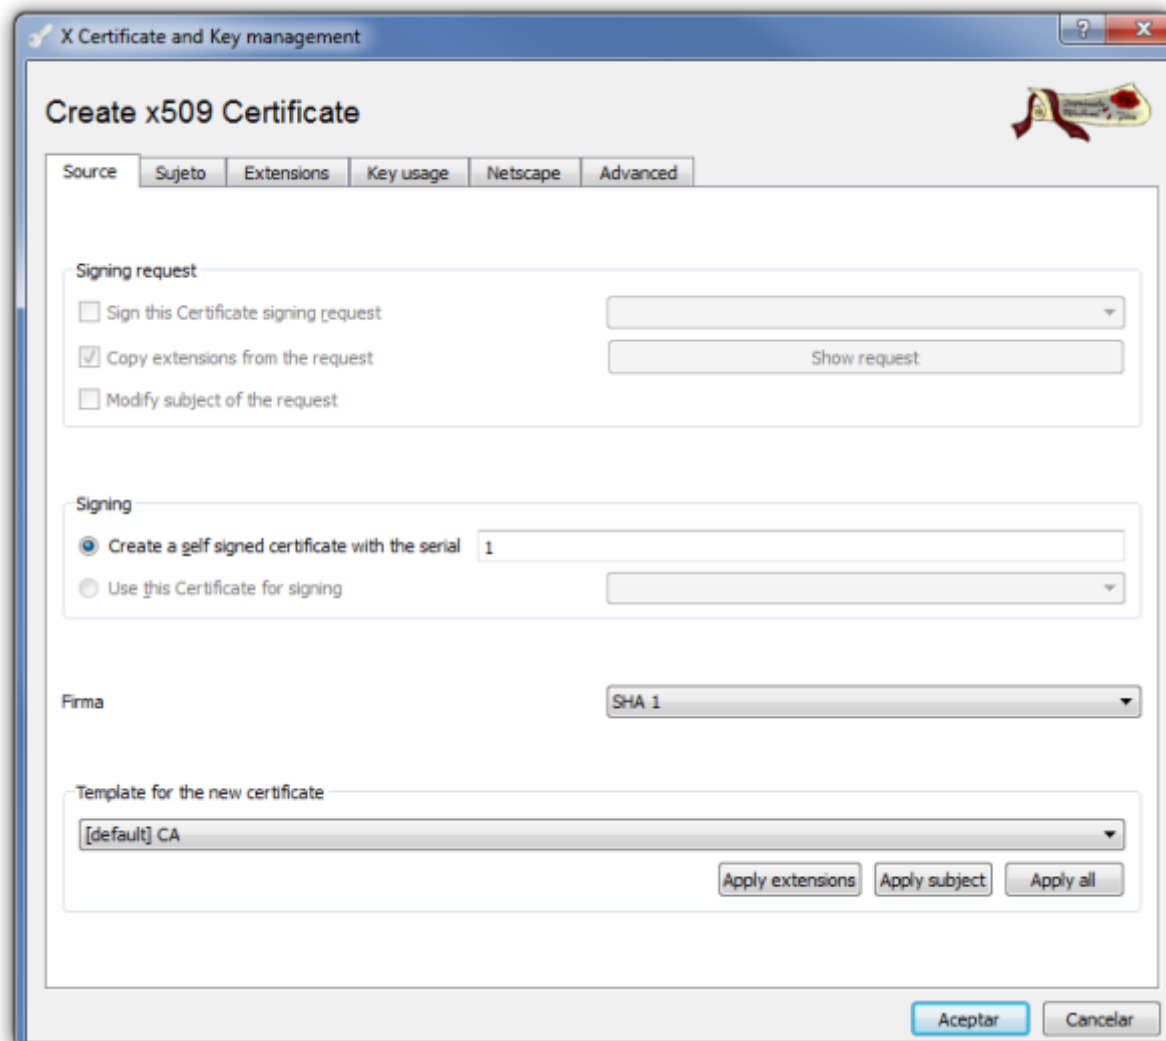 X Certificate and Key management
?
X
Create x509 Certificate
Source Sujeto Extensions Key usage Netscape Advanced
Signing request
Sign this Certificate signing request
Copy extensions from the request Show request
Modify subject of the request
Signing
Create a self signed certificate with the serial 1
Use this Certificate for signing
Firma SHA 1
Template for the new certificate
[default] CA
Apply extensions Apply subject Apply all
Aceptar Cancelar